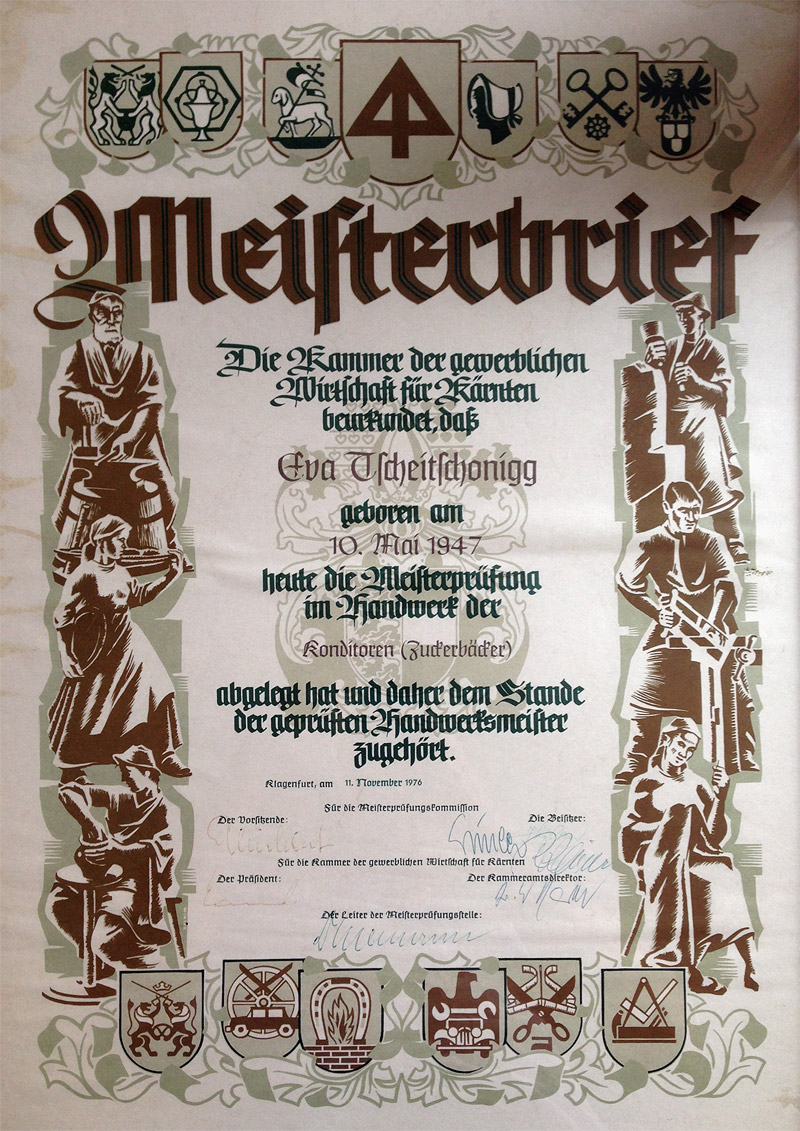 Meisterbrief
Die Kammer der gewerblichen
Wirtschaft für Kärnten
beurkundet, daß
Eva Tscheitschonigg
geboren am
10. Mai 1947
heute die Meisterprüfung
im Handwerk der
Konditoren (Zuckerbäcker)
abgelegt hat und daher dem Stande
der geprüften Handwerksmeister
zugehört.
Klagenfurt, am 11. November 1976
Für die Meisterprüfungskommission
Der Vorsitzende: Die Beisitzer:
Für die Kammer der gewerblichen Wirtschaft für Kärnten
Der Präsident: Der Kammeramtsdirektor:
Der Leiter der Meisterprüfungsstelle: